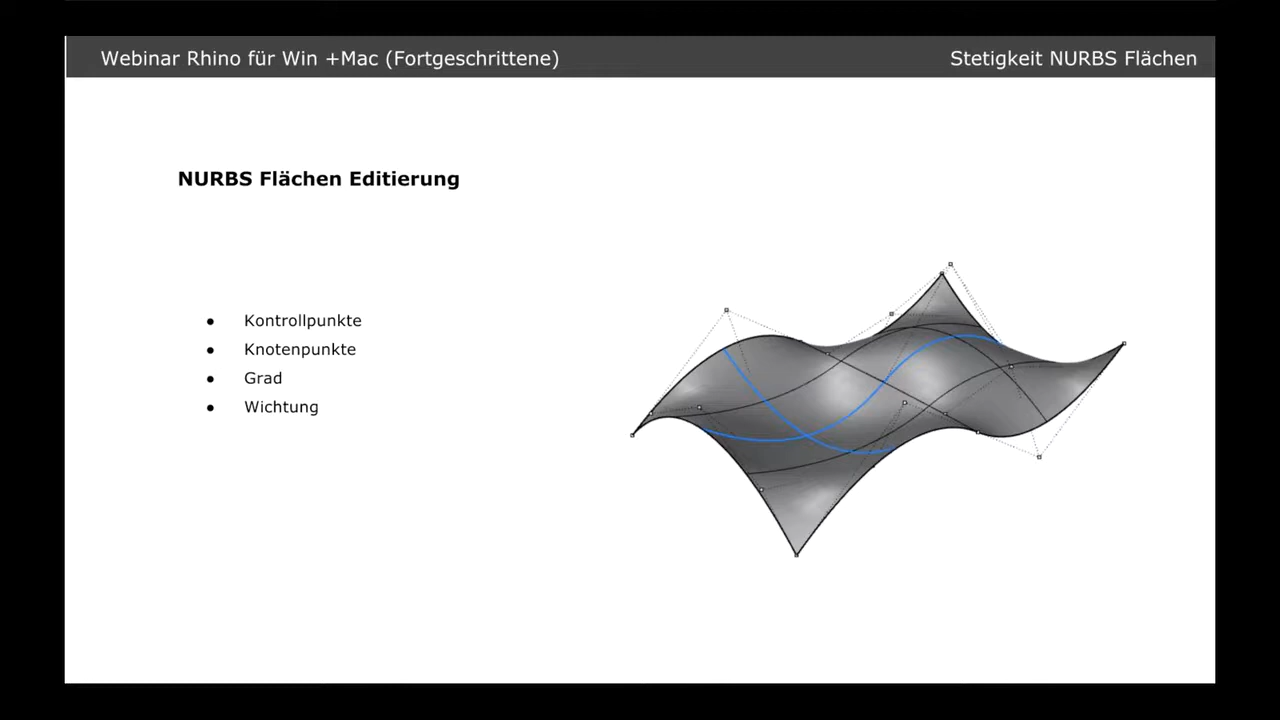 Webinar Rhino für Win +Mac (Fortgeschrittene)
Stetigkeit NURBS Flächen
NURBS Flächen Editierung
● Kontrollpunkte
● Knotenpunkte
● Grad
● Wichtung